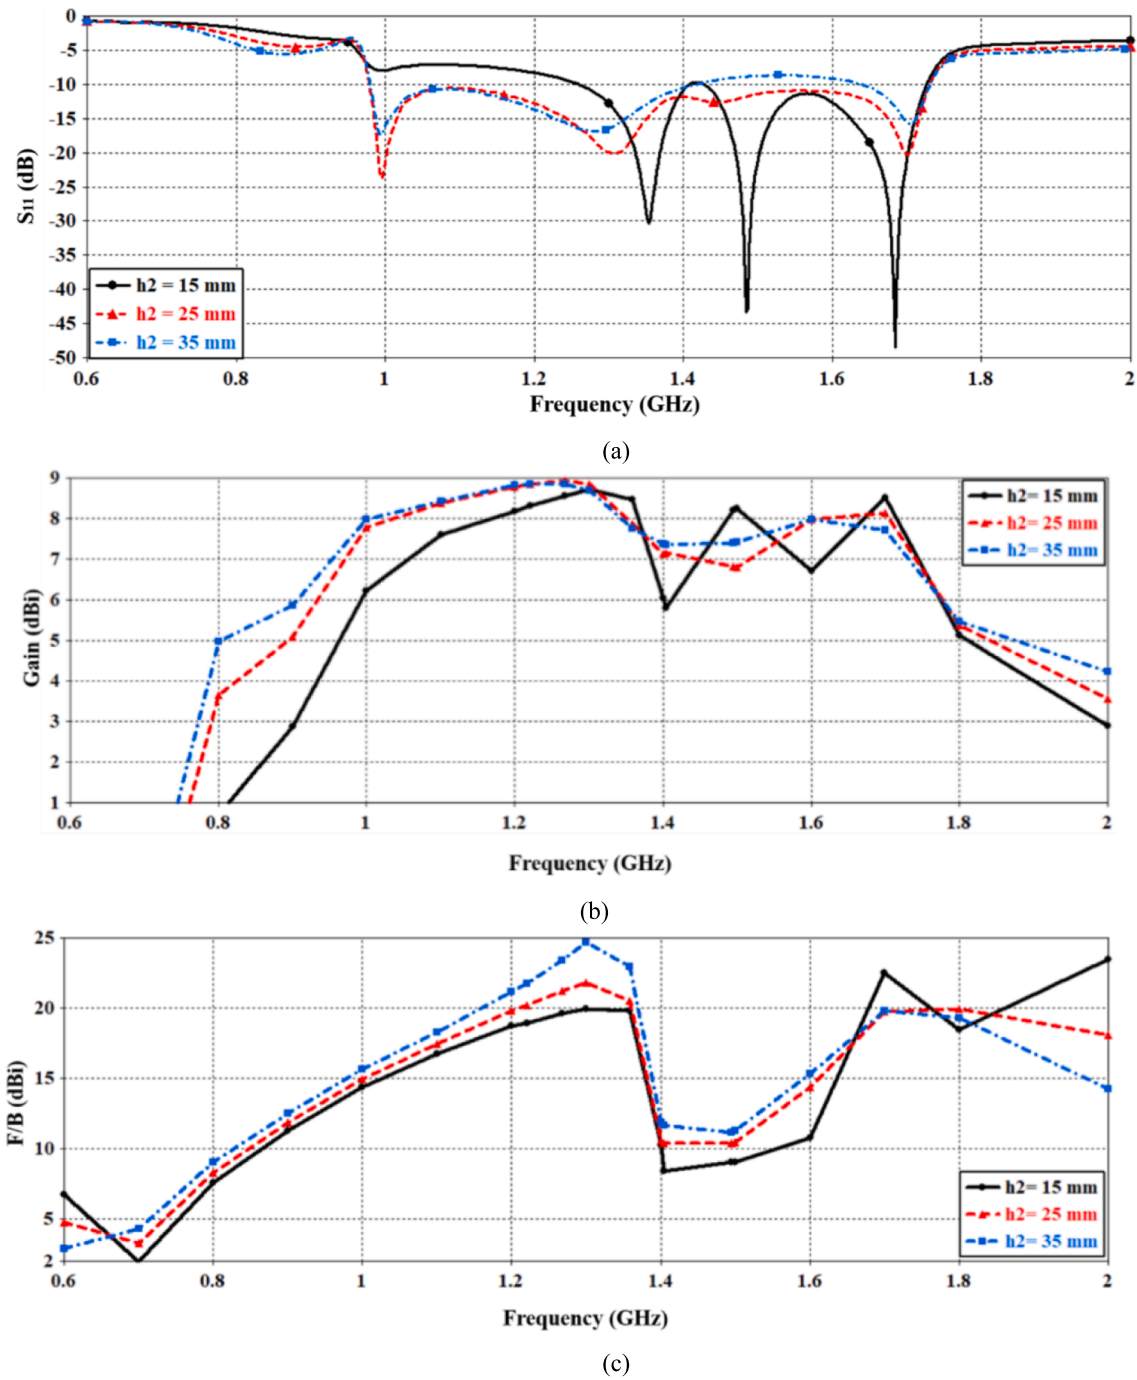 0
-5
-10
-15
-20
-25
-30
-35
-40
-45
-50
S11 (dB)
h2 = 15 mm
h2 = 25 mm
h2 = 35 mm
0.6 0.8 1 1.2 1.4 1.6 1.8 2
Frequency (GHz)
(a)
9
8
7
6
5
4
3
2
1
Gain (dBi)
h2= 15 mm
h2= 25 mm
h2= 35 mm
0.6 0.8 1 1.2 1.4 1.6 1.8 2
Frequency (GHz)
(b)
25
20
15
10
5
2
F/B (dBi)
h2= 15 mm
h2= 25 mm
h2= 35 mm
0.6 0.8 1 1.2 1.4 1.6 1.8 2
Frequency (GHz)
(c)